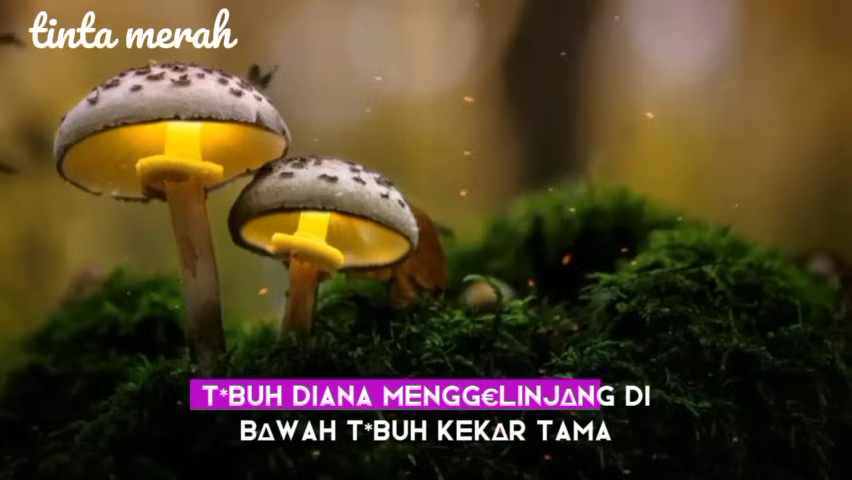 tinta merah
T*BUH DIANA MENGG€LINJΔNG DI
BΔWAH T*BUH KEKΔR TAMA